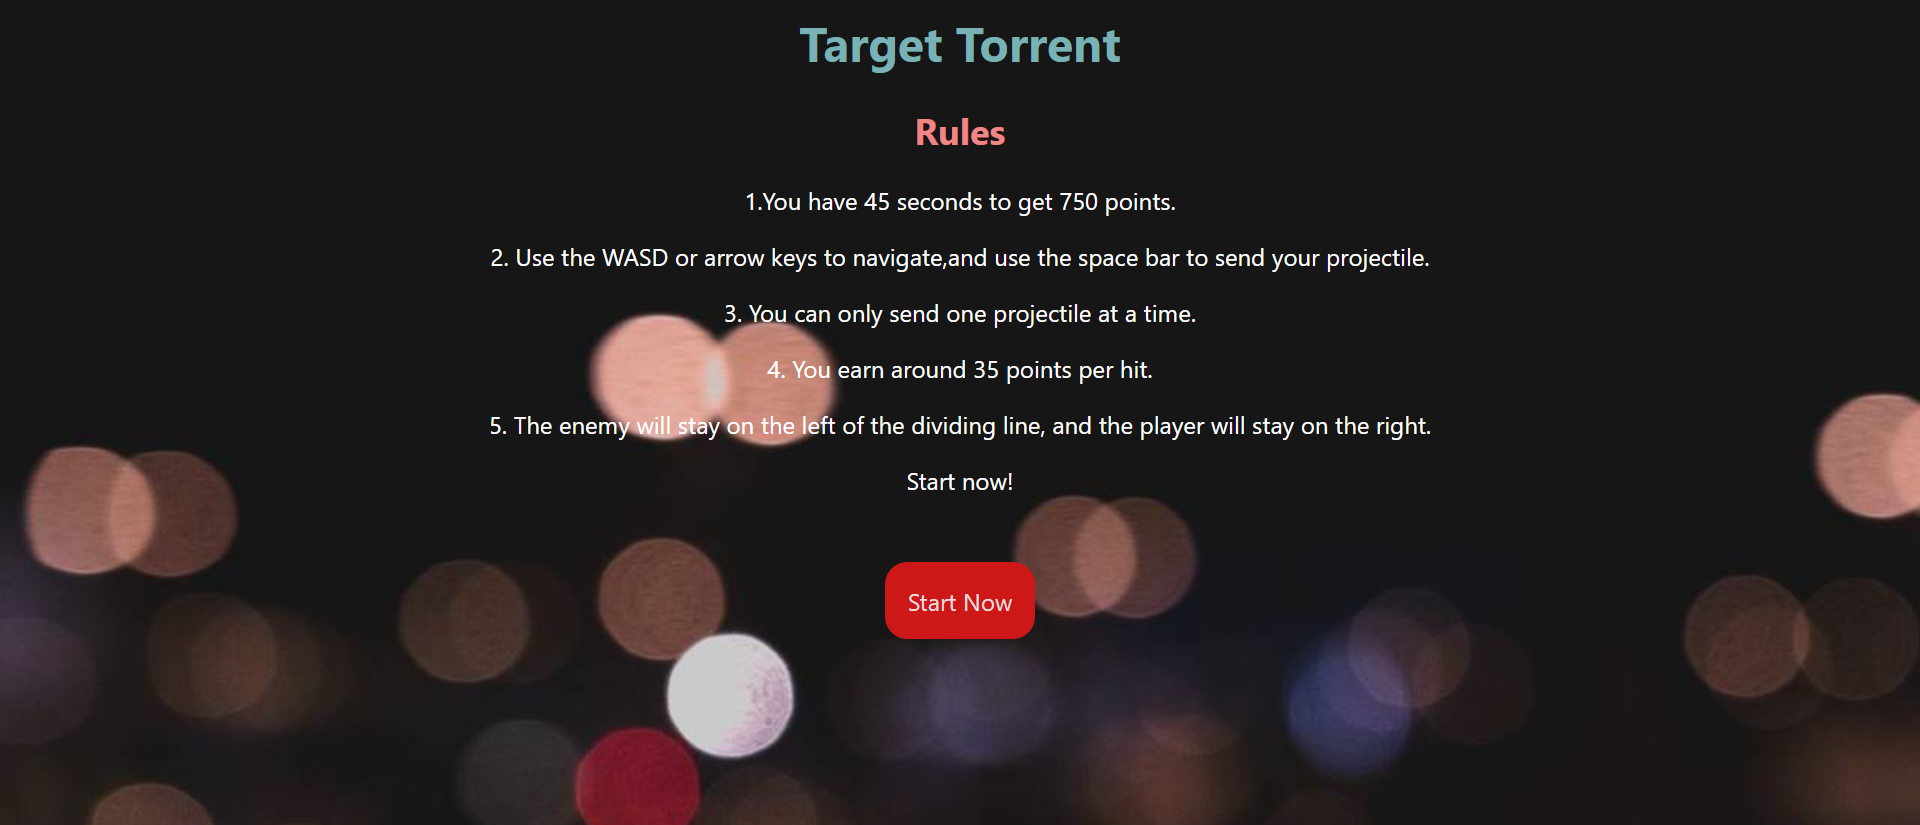 Target Torrent
Rules
1.You have 45 seconds to get 750 points.
2. Use the WASD or arrow keys to navigate,and use the space bar to send your projectile.
3. You can only send one projectile at a time.
4. You earn around 35 points per hit.
5. The enemy will stay on the left of the dividing line, and the player will stay on the right.
Start now!
Start Now